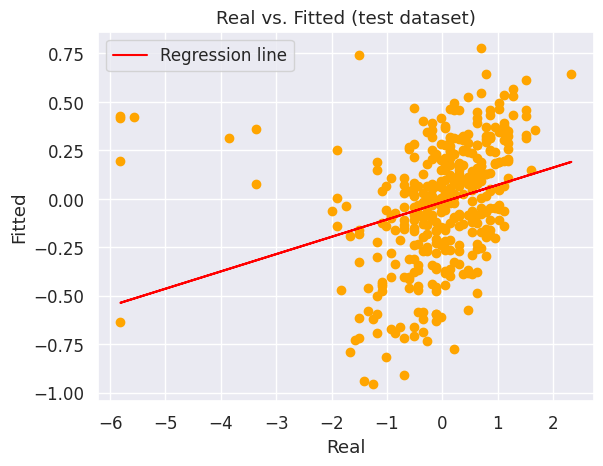 Real vs. Fitted (test dataset)
Regression line
0.75
0.50
0.25
0.00
−0.25
−0.50
−0.75
−1.00
Fitted
−6 −5 −4 −3 −2 −1 0 1 2
Real